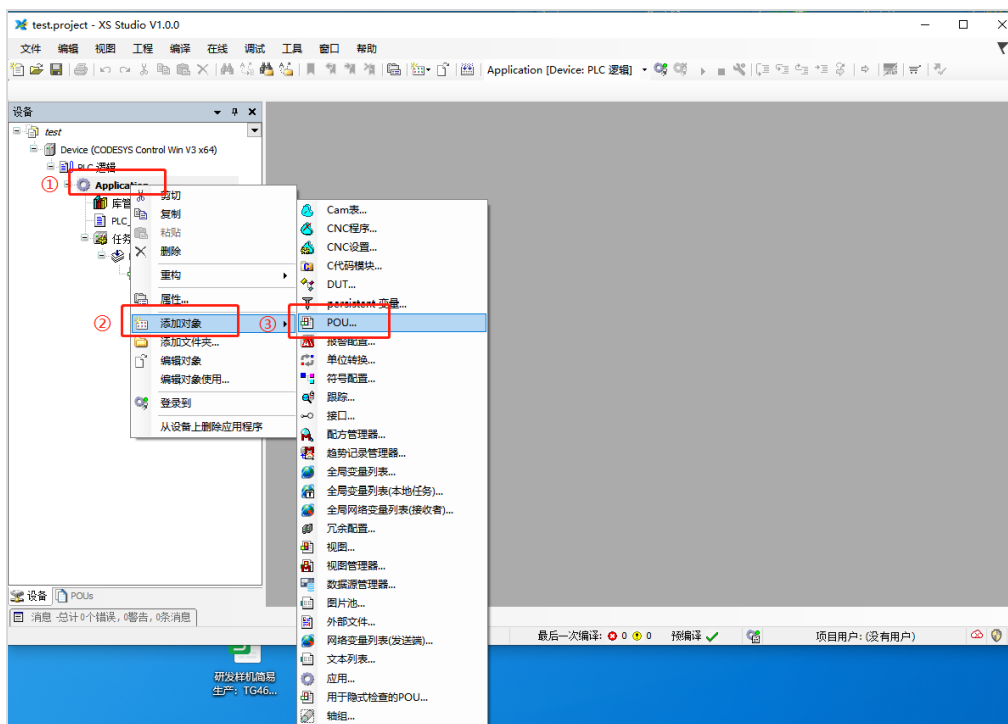 test.project - XS Studio V1.0.0
文件 编辑 视图 工程 编译 在线 调试 工具 窗口 帮助
Application [Device: PLC 逻辑]
设备
test
Device (CODESYS Control Win V3 x64)
PLC 逻辑
① Application
库管
PLC_
任务
剪切
复制
粘贴
删除
重构
属性...
② 添加对象
添加文件夹...
编辑对象
编辑对象使用...
登录到
从设备上删除应用程序
Cam表...
CNC程序...
CNC设置...
C代码模块...
DUT...
persistent 变量...
③ POU...
报警配置...
单位转换...
符号配置...
跟踪...
接口...
配方管理器...
趋势记录管理器...
全局变量列表...
全局变量列表(本地任务)...
全局网络变量列表(接收者)...
冗余配置...
视图...
视图管理器...
数据源管理器...
图片池...
外部文件...
网络变量列表(发送端)...
文本列表...
应用...
用于隐式检查的POU...
轴组...
设备 POUs
消息 -总计0个错误, 0警告, 0条消息
最后一次编译: 0 0 预编译 项目用户: (没有用户)
研发样机简易
生产：TG46...